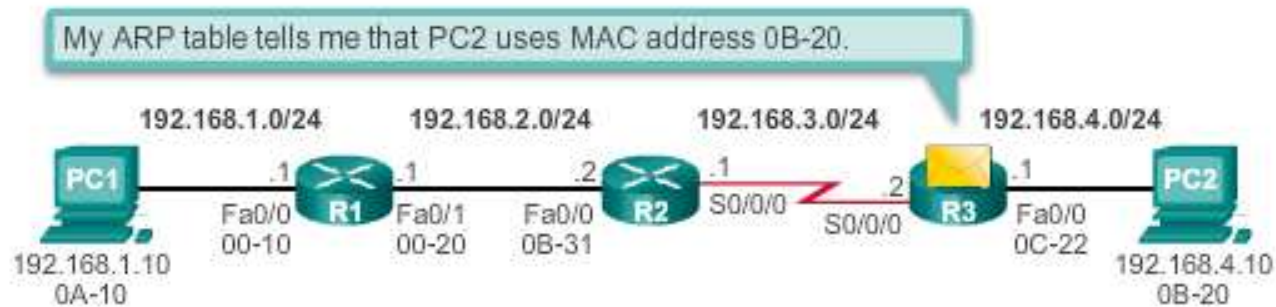 My ARP table tells me that PC2 uses MAC address 0B-20.
192.168.1.0/24 192.168.2.0/24 192.168.3.0/24 192.168.4.0/24
PC1 .1 R1 .1 .2 R2 .1 .2 R3 .1 PC2
Fa0/0 Fa0/1 Fa0/0 S0/0/0 S0/0/0 Fa0/0
00-10 00-20 0B-31 0C-22
192.168.1.10 192.168.4.10
0A-10 0B-20